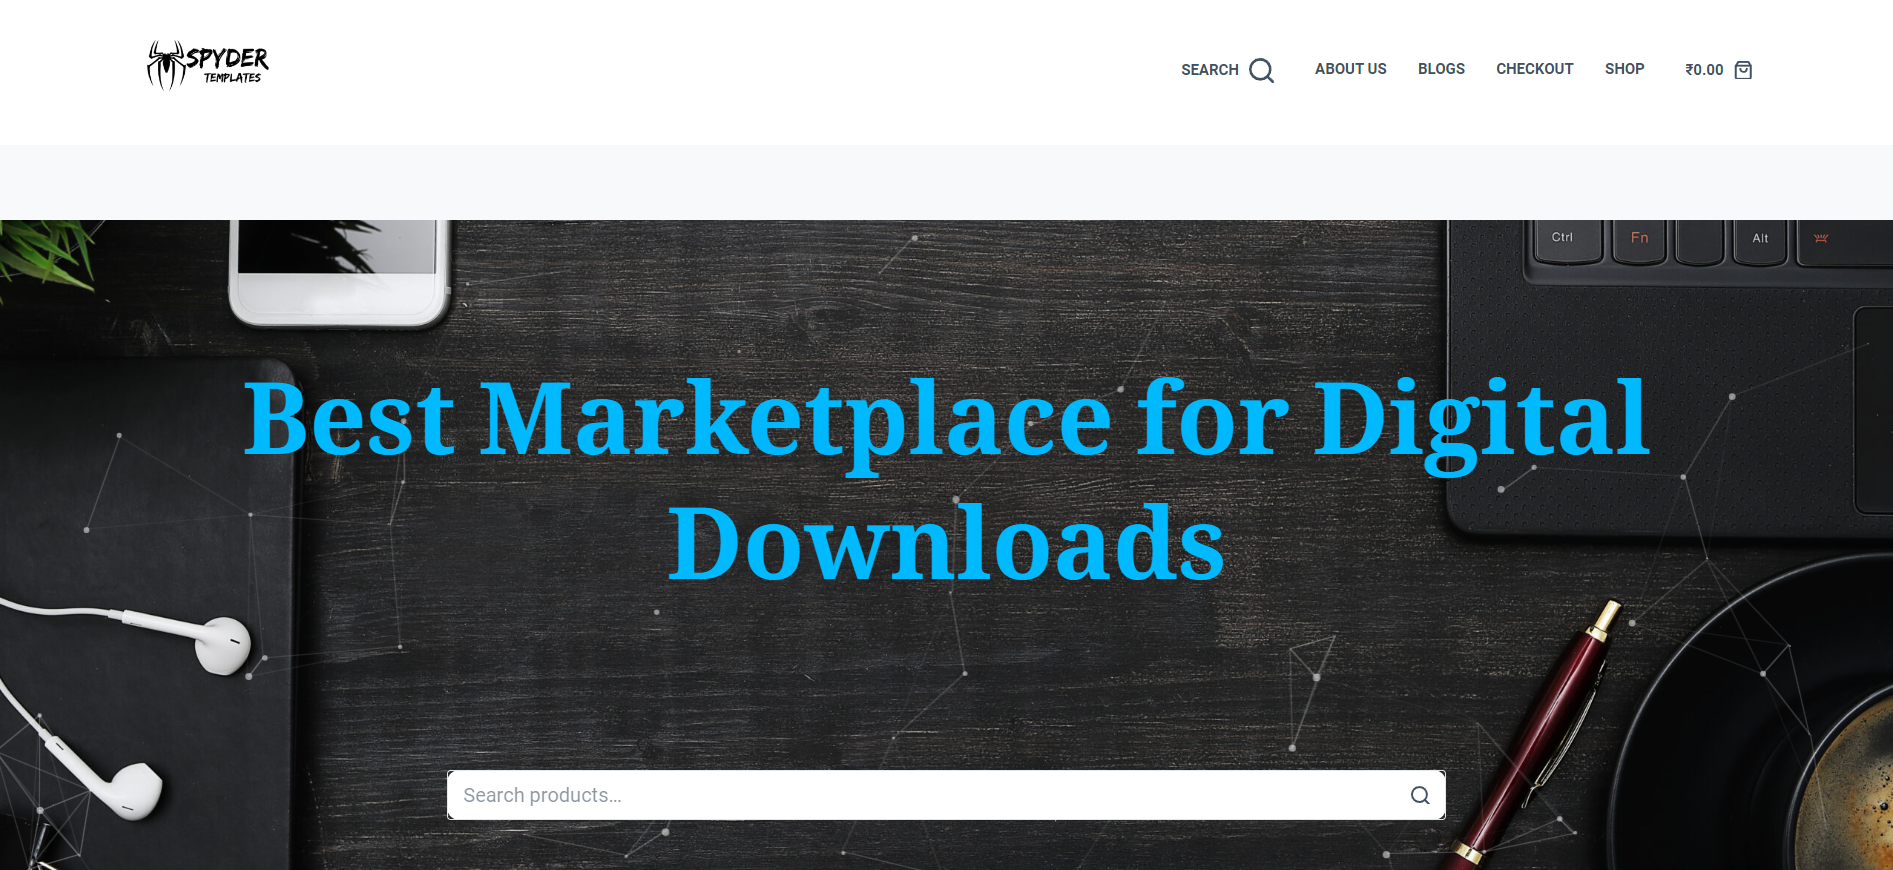 SPYDER
TEMPLATES
SEARCH
ABOUT US
BLOGS
CHECKOUT
SHOP
₹0.00
Ctrl
Fn
Alt
Best Marketplace for Digital
Downloads
Search products...